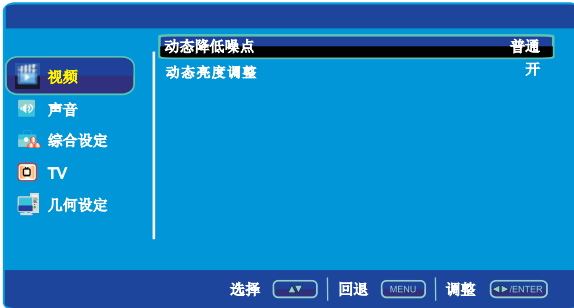 动态降低噪点 普通
动态亮度调整 开
视频
声音
综合设定
TV
几何设定
选择 ▲▼ 回退 MENU 调整 ◄►/ENTER